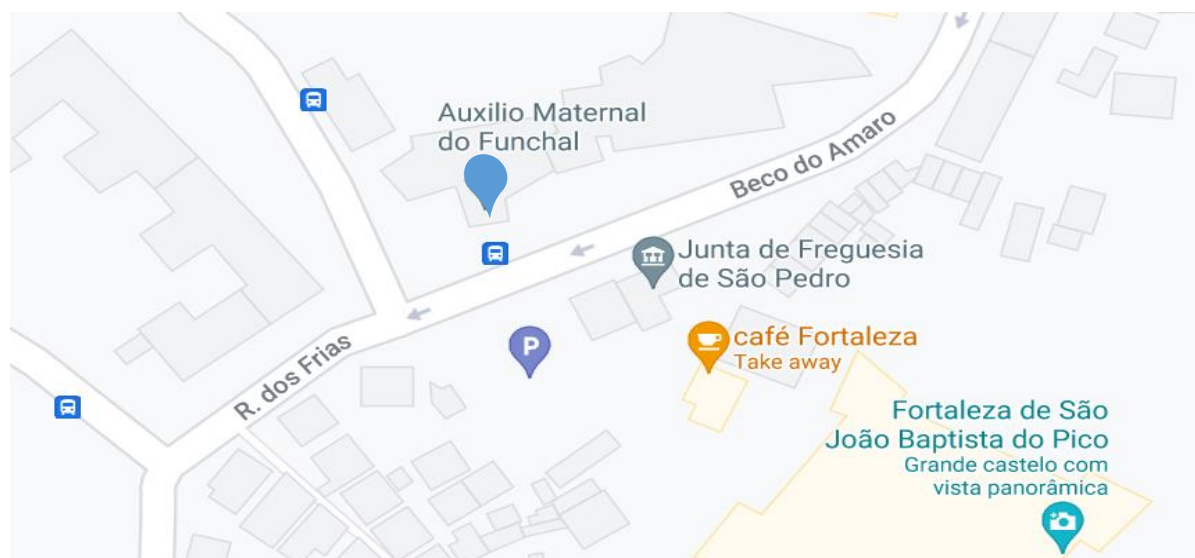 Auxilio Maternal
do Funchal
Beco do Amaro
Junta de Freguesia
de São Pedro
P
café Fortaleza
Take away
R. dos Frias
Fortaleza de São
João Baptista do Pico
Grande castelo com
vista panorâmica